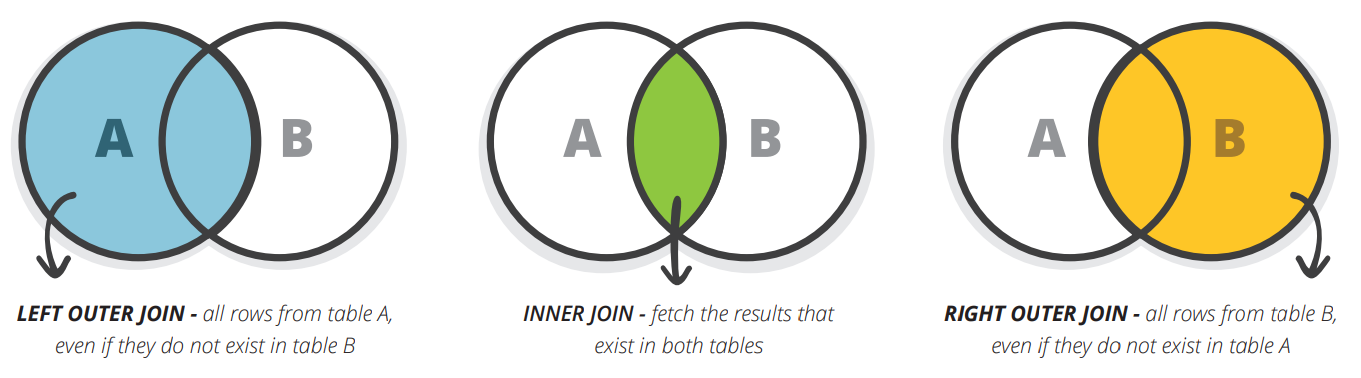 A B
LEFT OUTER JOIN - all rows from table A,
even if they do not exist in table B
A B
INNER JOIN - fetch the results that
exist in both tables
A B
RIGHT OUTER JOIN - all rows from table B,
even if they do not exist in table A